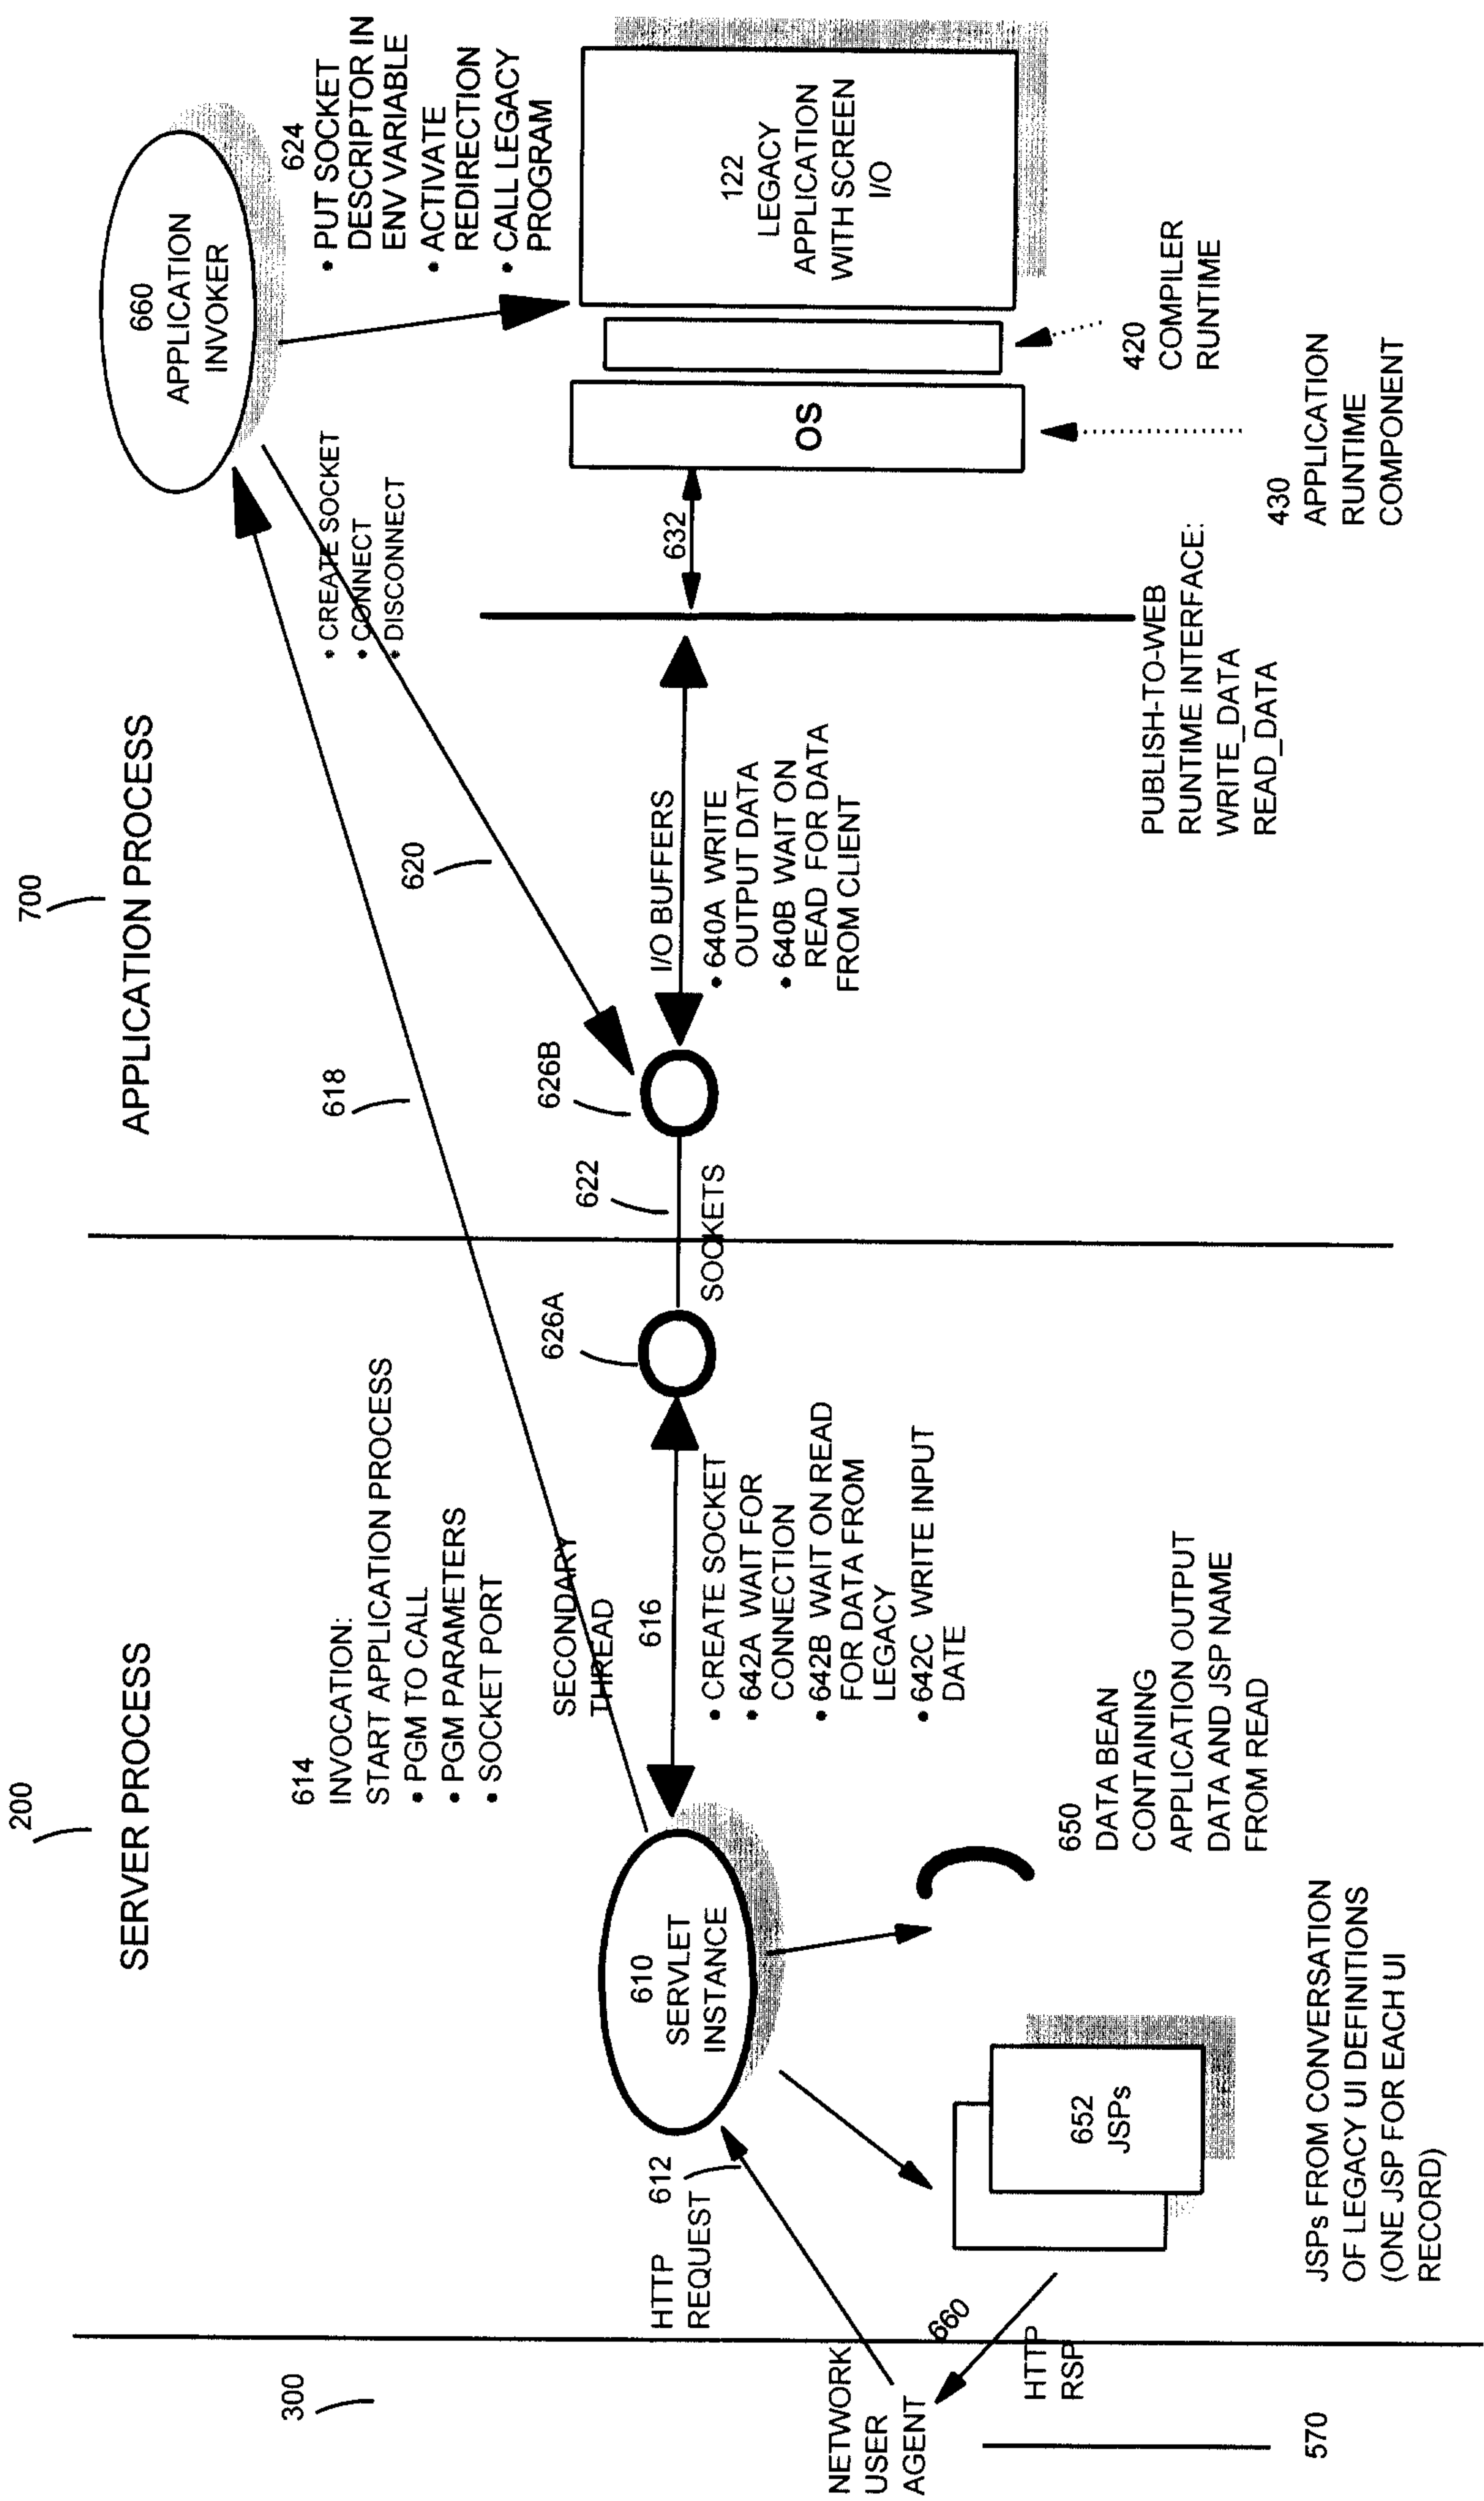 300
NETWORK
USER
AGENT
HTTP
REQUEST
612
660
HTTP
RSP
570
200
SERVER PROCESS
614
INVOCATION:
START APPLICATION PROCESS
• PGM TO CALL
• PGM PARAMETERS
• SOCKET PORT
SECONDARY
THREAD
610
SERVLET
INSTANCE
616
• CREATE SOCKET
• 642A WAIT FOR
CONNECTION
• 642B WAIT ON READ
FOR DATA FROM
LEGACY
• 642C WRITE INPUT
DATE
650
DATA BEAN
CONTAINING
APPLICATION OUTPUT
DATA AND JSP NAME
FROM READ
652
JSPs
JSPs FROM CONVERSATION
OF LEGACY UI DEFINITIONS
(ONE JSP FOR EACH UI
RECORD)
626A
622
SOCKETS
626B
700
APPLICATION PROCESS
618
620
• CREATE SOCKET
• CONNECT
• DISCONNECT
I/O BUFFERS
• 640A WRITE
OUTPUT DATA
• 640B WAIT ON
READ FOR DATA
FROM CLIENT
632
PUBLISH-TO-WEB
RUNTIME INTERFACE:
WRITE_DATA
READ_DATA
660
APPLICATION
INVOKER
624
• PUT SOCKET
DESCRIPTOR IN
ENV VARIABLE
• ACTIVATE
REDIRECTION
• CALL LEGACY
PROGRAM
OS
122
LEGACY
APPLICATION
WITH SCREEN
I/O
420
COMPILER
RUNTIME
430
APPLICATION
RUNTIME
COMPONENT